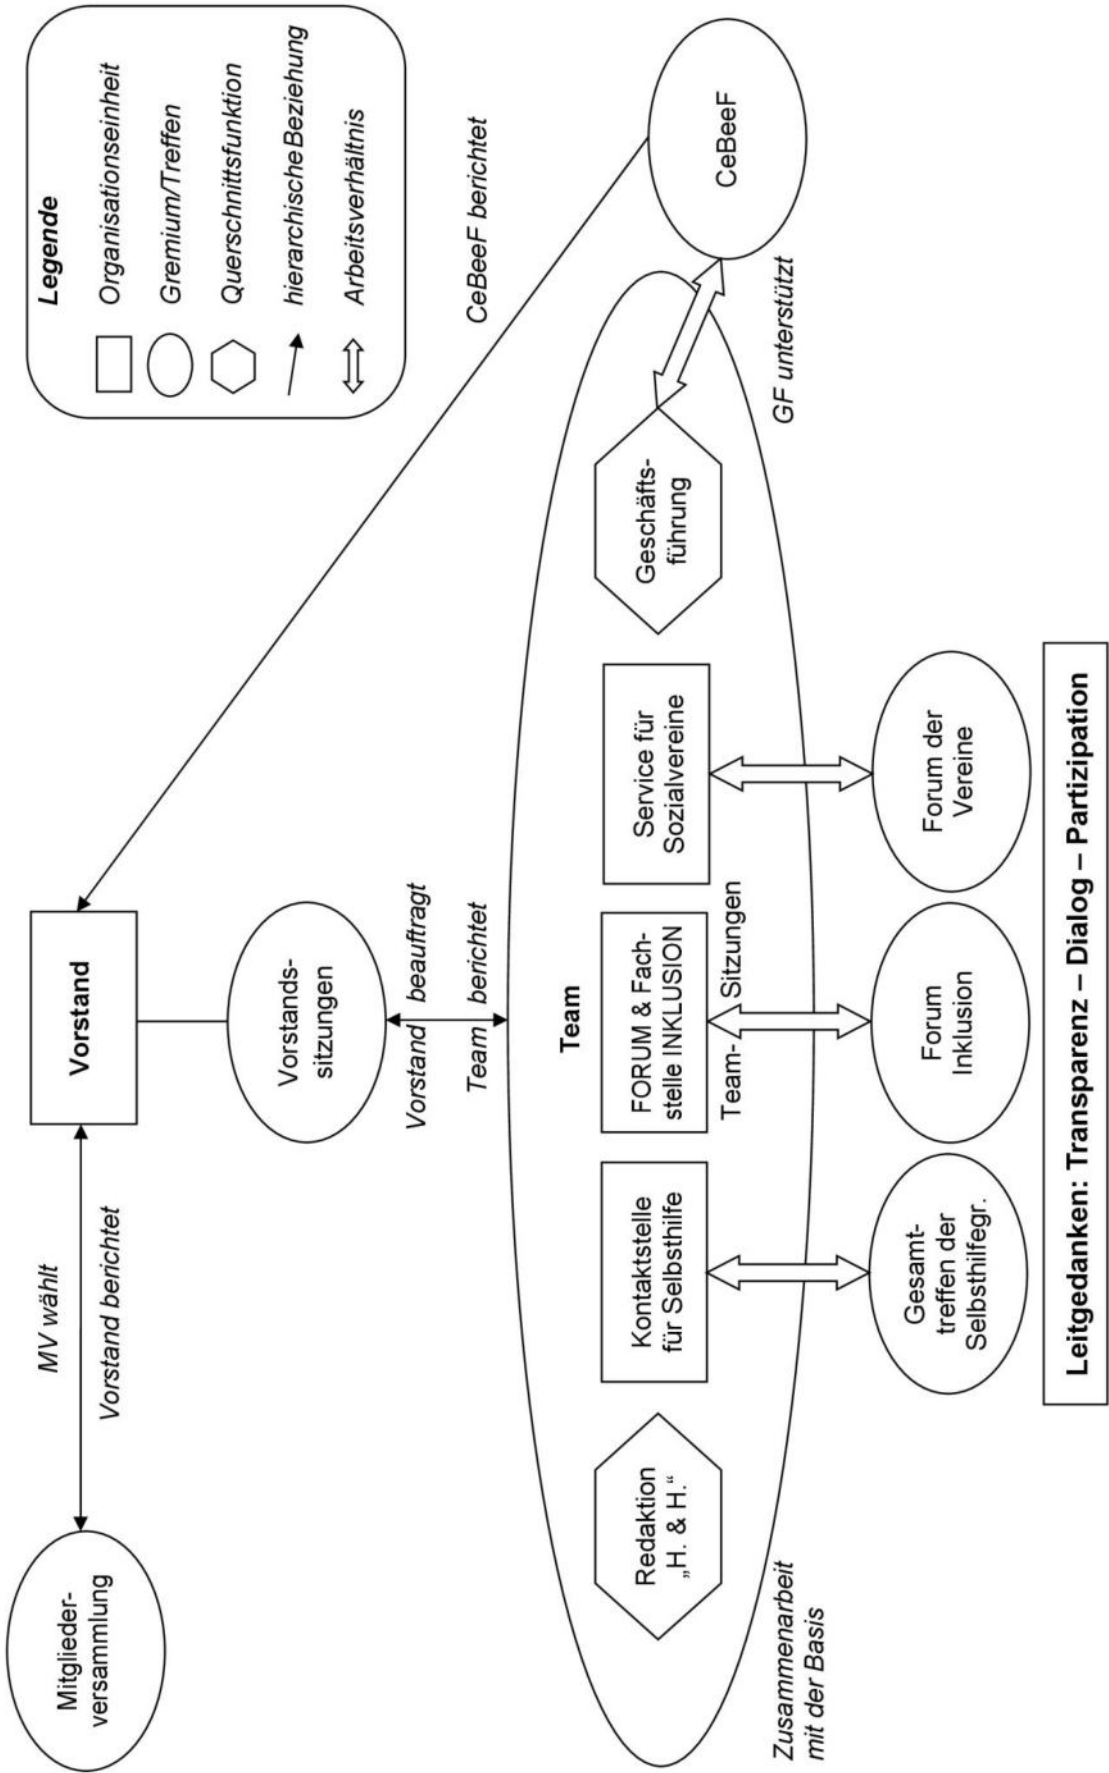 Legende
Organisationseinheit
Gremium/Treffen
Querschnittsfunktion
hierarchische Beziehung
Arbeitsverhältnis
Mitglieder-
versammlung
MV wählt
Vorstand berichtet
Vorstand
CeBeeF berichtet
Vorstands-
sitzungen
Vorstand beauftragt
Team berichtet
Team
Redaktion
„H. & H.“
Kontaktstelle
für Selbsthilfe
FORUM & Fach-
stelle INKLUSION
Service für
Sozialvereine
Geschäfts-
führung
CeBeeF
Team- Sitzungen
GF unterstützt
Zusammenarbeit
mit der Basis
Gesamt-
treffen der
Selbsthilfegr.
Forum
Inklusion
Forum der
Vereine
Leitgedanken: Transparenz – Dialog – Partizipation